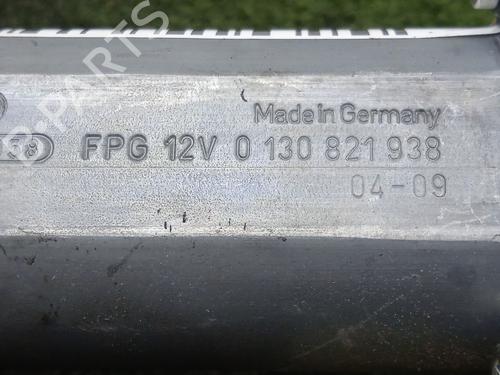 B-PARTS
Made in Germany
FPG 12V 0 130 821 938
04-09